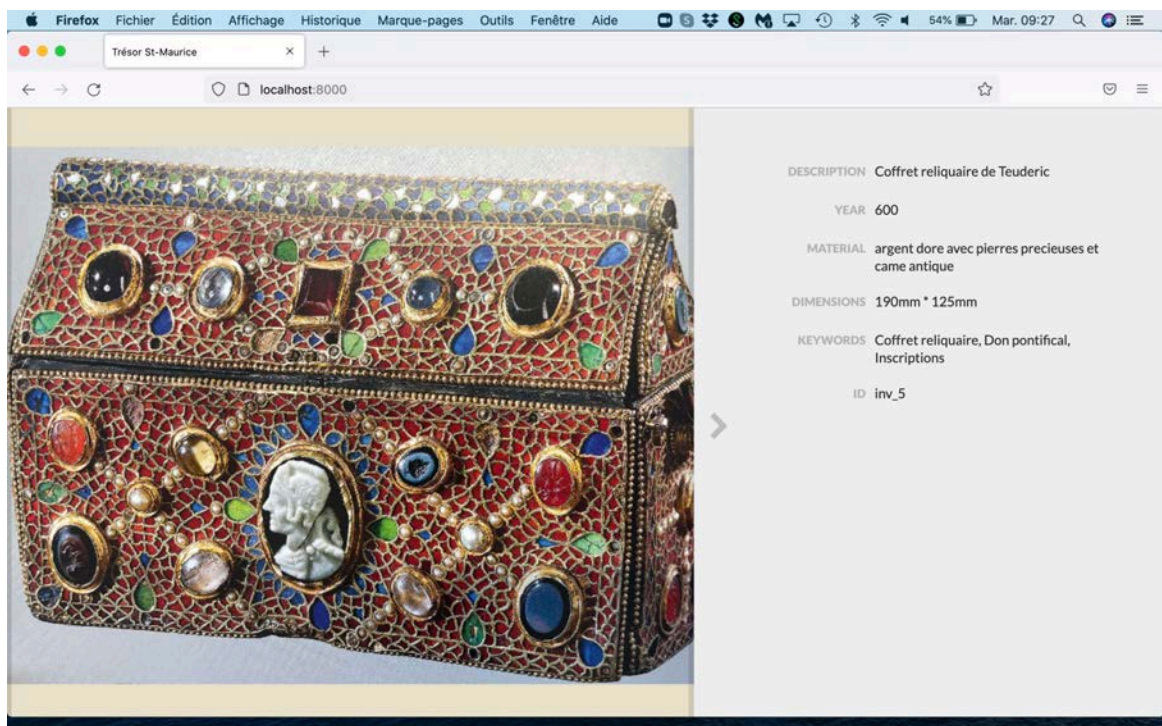 Firefox Fichier Édition Affichage Historique Marque-pages Outils Fenêtre Aide 54% Mar. 09:27
Trésor St-Maurice
localhost:8000
DESCRIPTION Coffret reliquaire de Teuderic
YEAR 600
MATERIAL argent dore avec pierres precieuses et
came antique
DIMENSIONS 190mm * 125mm
KEYWORDS Coffret reliquaire, Don pontifical,
Inscriptions
ID inv_5